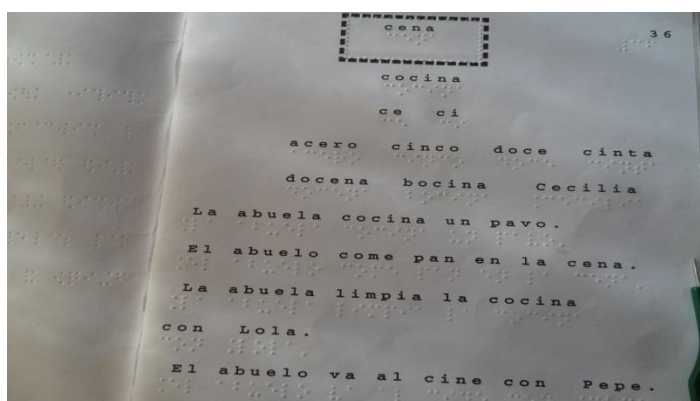 cena
36
cocina
ce ci
acero cinco doce cinta
docena bocina Cecilia
La abuela cocina un pavo.
El abuelo come pan en la cena.
La abuela limpia la cocina
con Lola.
El abuelo va al cine con Pepe.